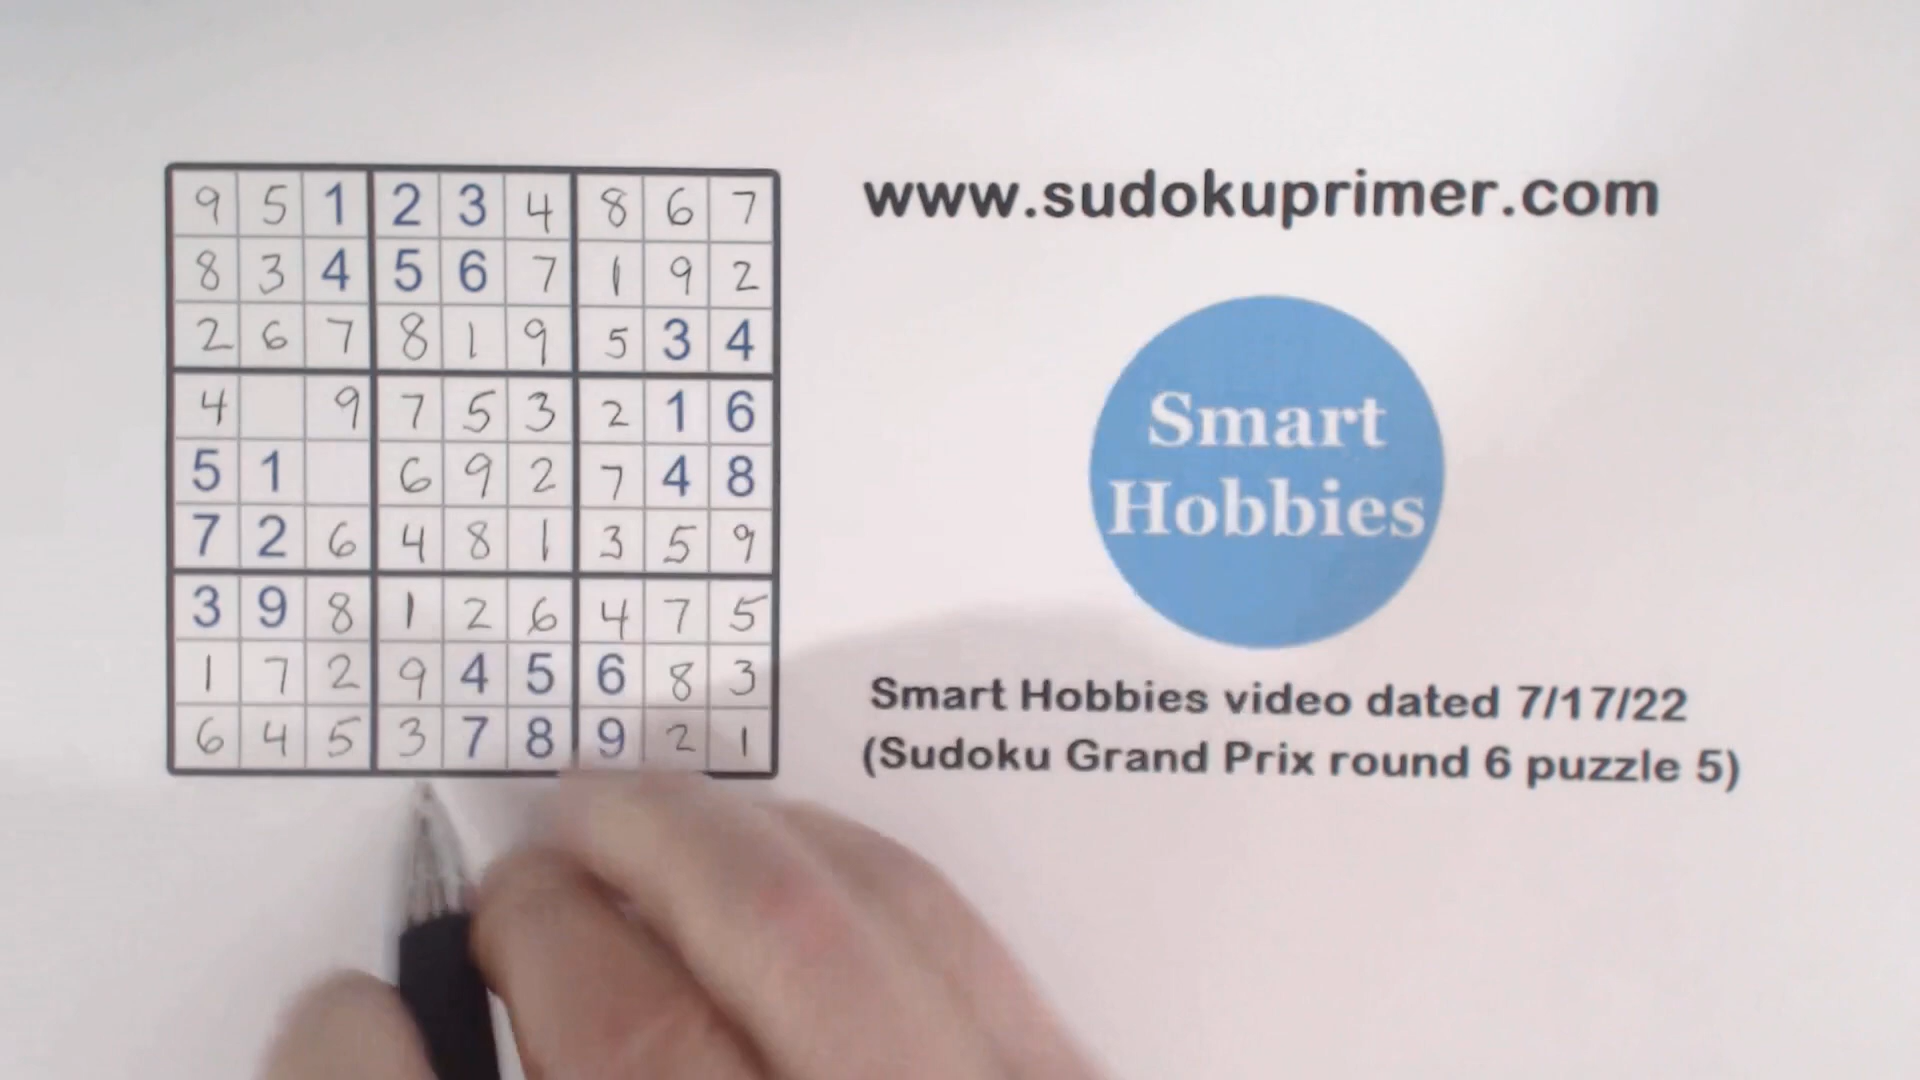 9 5 1 2 3 4 8 6 7
8 3 4 5 6 7 1 9 2
2 6 7 8 1 9 5 3 4
4 9 7 5 3 2 1 6
5 1 6 9 2 7 4 8
7 2 6 4 8 1 3 5 9
3 9 8 1 2 6 4 7 5
1 7 2 9 4 5 6 8 3
6 4 5 3 7 8 9 2 1
www.sudokuprimer.com
Smart
Hobbies
Smart Hobbies video dated 7/17/22
(Sudoku Grand Prix round 6 puzzle 5)